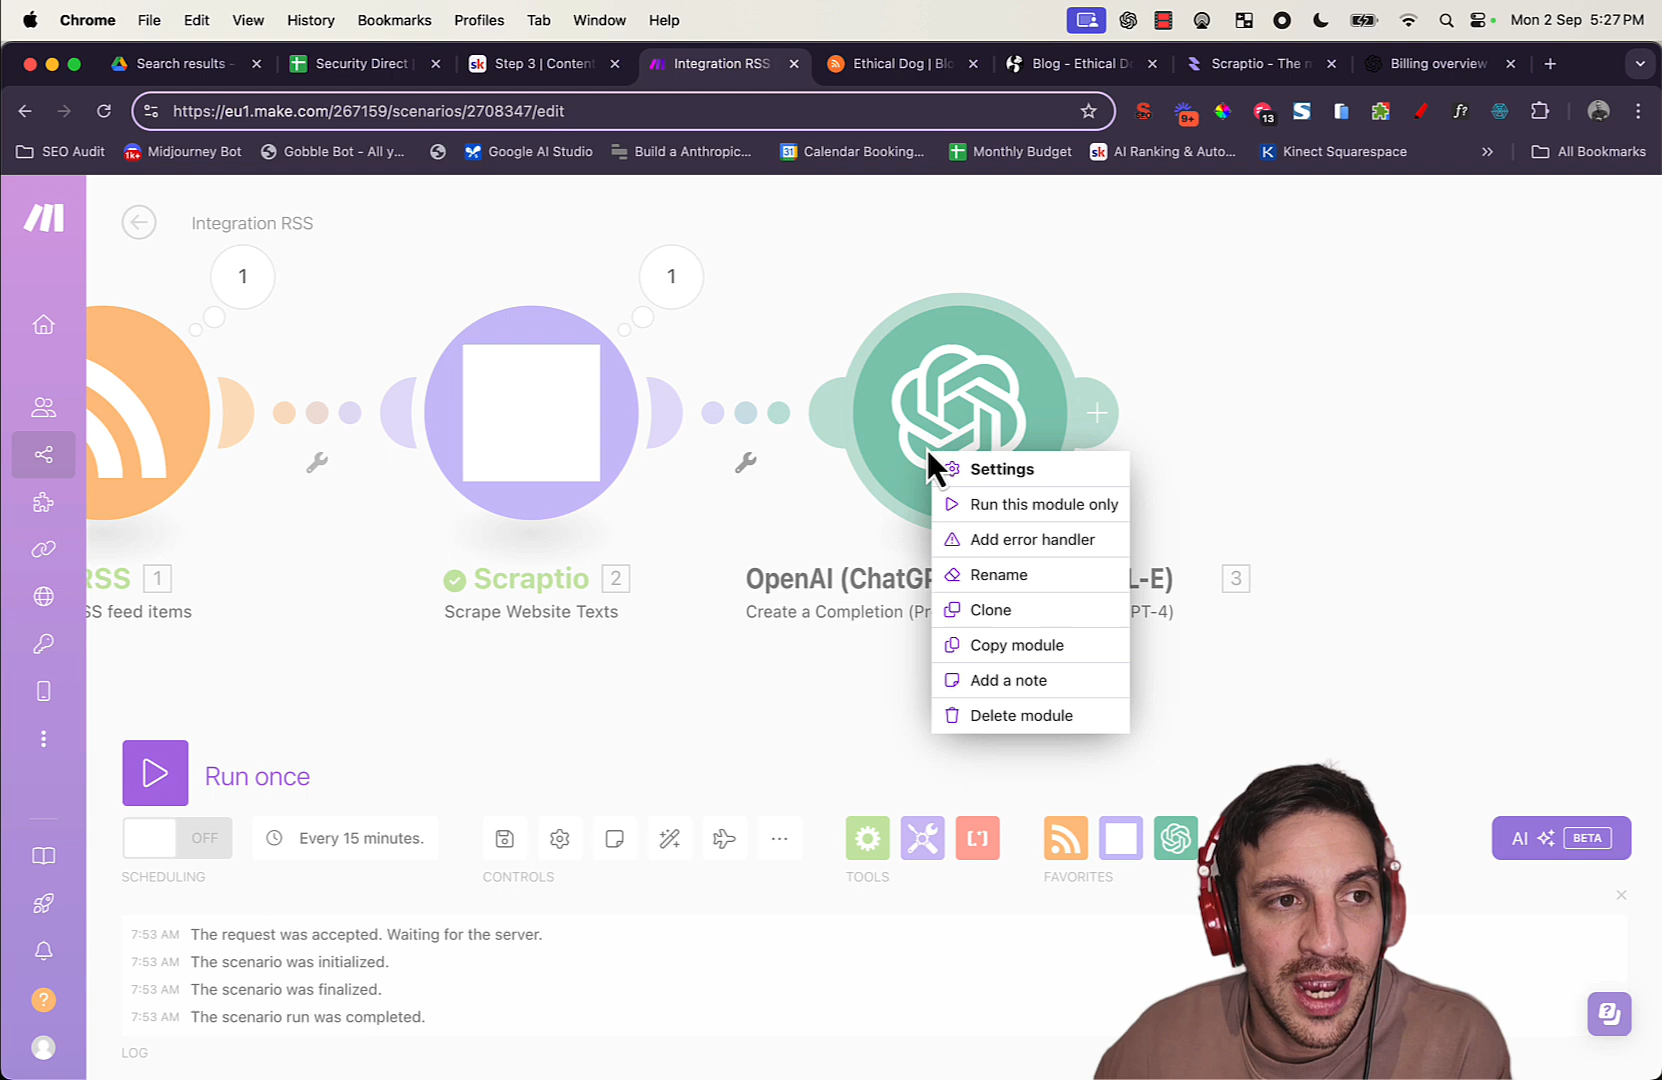 Chrome File Edit View History Bookmarks Profiles Tab Window Help Mon 2 Sep 5:27 PM
Search results - Security Direct Step 3 | Content Integration RSS Ethical Dog | Blo Blog - Ethical Do Scraptio - The m Billing overview
https://eu1.make.com/267159/scenarios/2708347/edit 9+ 13 f?
SEO Audit 1k+ Midjourney Bot Gobble Bot - All y... Google AI Studio Build a Anthropic... Calendar Booking... Monthly Budget sk AI Ranking & Auto... K Kinect Squarespace » All Bookmarks
Integration RSS
1 1
Settings
Run this module only
Add error handler
Rename
Clone
Copy module
Add a note
Delete module
RSS 1 Scraptio 2 OpenAI (ChatGP L-E) 3
SS feed items Scrape Website Texts Create a Completion (Pr PT-4)
Run once
OFF Every 15 minutes. AI BETA
SCHEDULING CONTROLS TOOLS FAVORITES
7:53 AM The request was accepted. Waiting for the server.
7:53 AM The scenario was initialized.
7:53 AM The scenario was finalized.
7:53 AM The scenario run was completed.
LOG